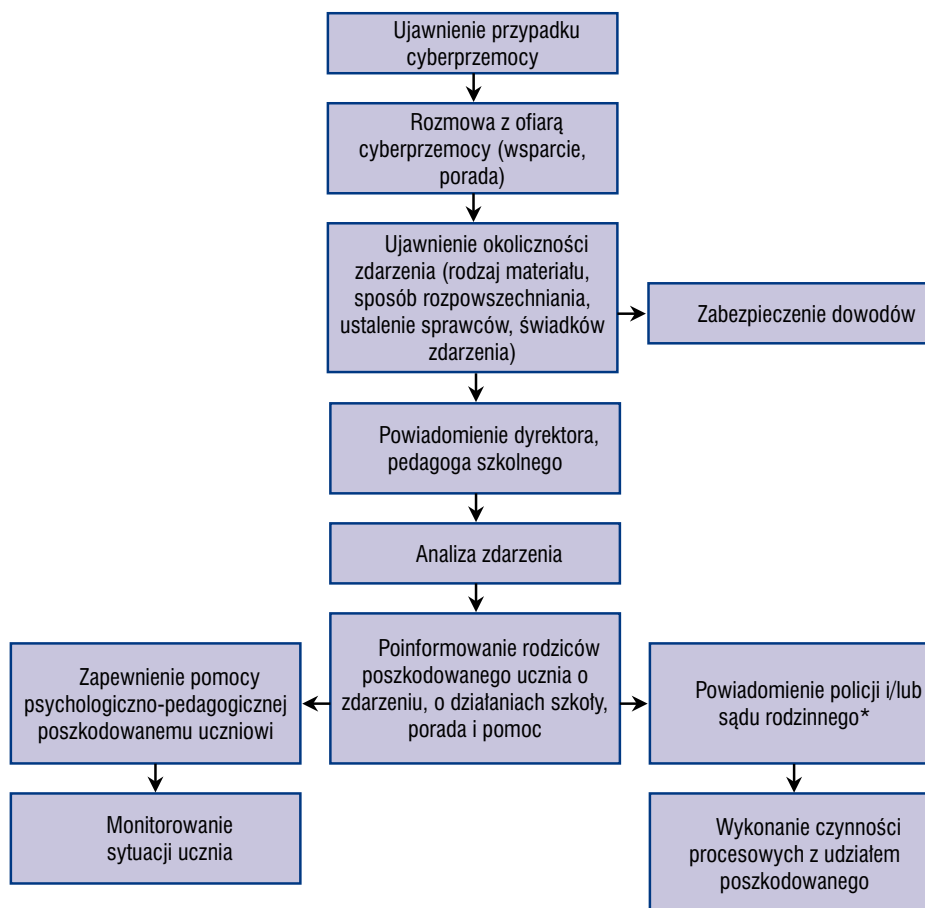 Ujawnienie przypadku
cyberprzemocy
Rozmowa z ofiarą
cyberprzemocy (wsparcie,
porada)
Ujawnienie okoliczności
zdarzenia (rodzaj materiału,
sposób rozpowszechniania,
ustalenie sprawców, świadków
zdarzenia)
Zabezpieczenie dowodów
Powiadomienie dyrektora,
pedagoga szkolnego
Analiza zdarzenia
Poinformowanie rodziców
poszkodowanego ucznia o
zdarzeniu, o działaniach szkoły,
porada i pomoc
Zapewnienie pomocy
psychologiczno-pedagogicznej
poszkodowanemu uczniowi
Powiadomienie policji i/lub
sądu rodzinnego*
Monitorowanie
sytuacji ucznia
Wykonanie czynności
procesowych z udziałem
poszkodowanego